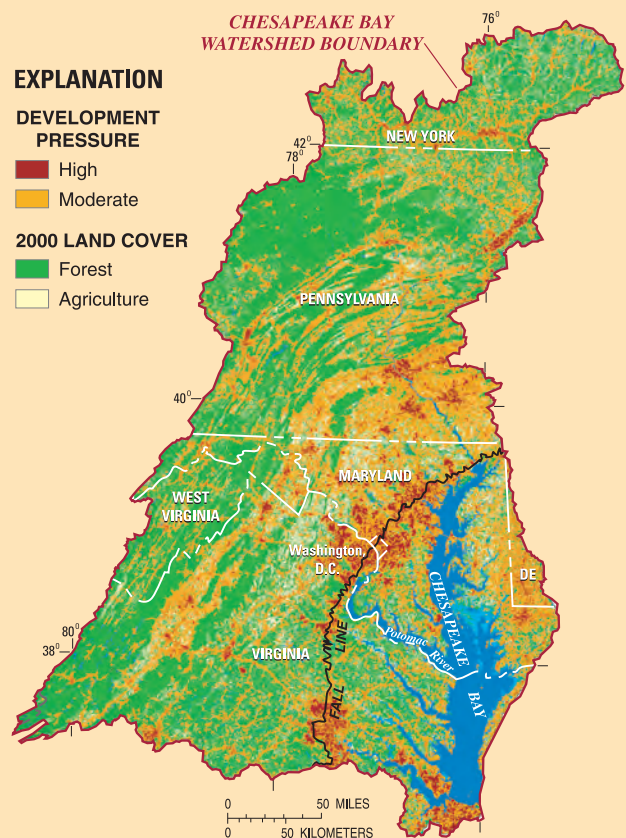 CHESAPEAKE BAY
WATERSHED BOUNDARY
76°
EXPLANATION
DEVELOPMENT
PRESSURE
High
Moderate
2000 LAND COVER
Forest
Agriculture
42°
78°
NEW YORK
PENNSYLVANIA
40°
MARYLAND
WEST
VIRGINIA
Washington,
D.C.
DE
CHESAPEAKE
BAY
80°
38°
VIRGINIA
Potomac
River
FALL LINE
0 50 MILES
0 50 KILOMETERS